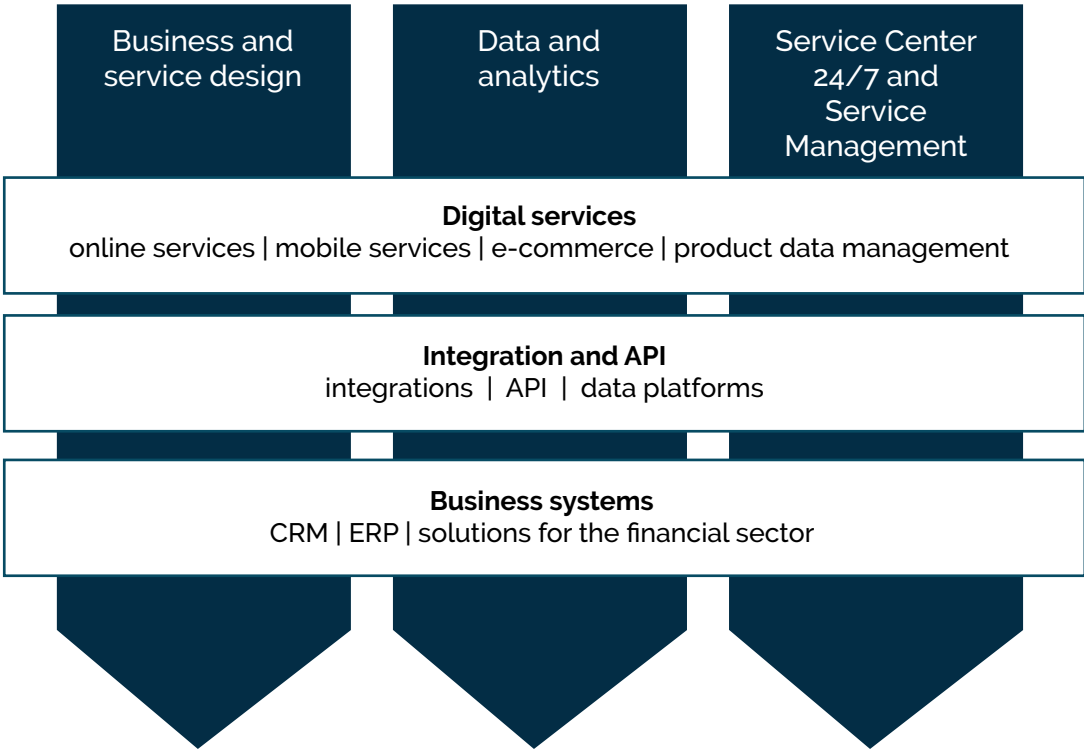 Business and
service design
Data and
analytics
Service Center
24/7 and
Service
Management
Digital services
online services | mobile services | e-commerce | product data management
Integration and API
integrations | API | data platforms
Business systems
CRM | ERP | solutions for the financial sector